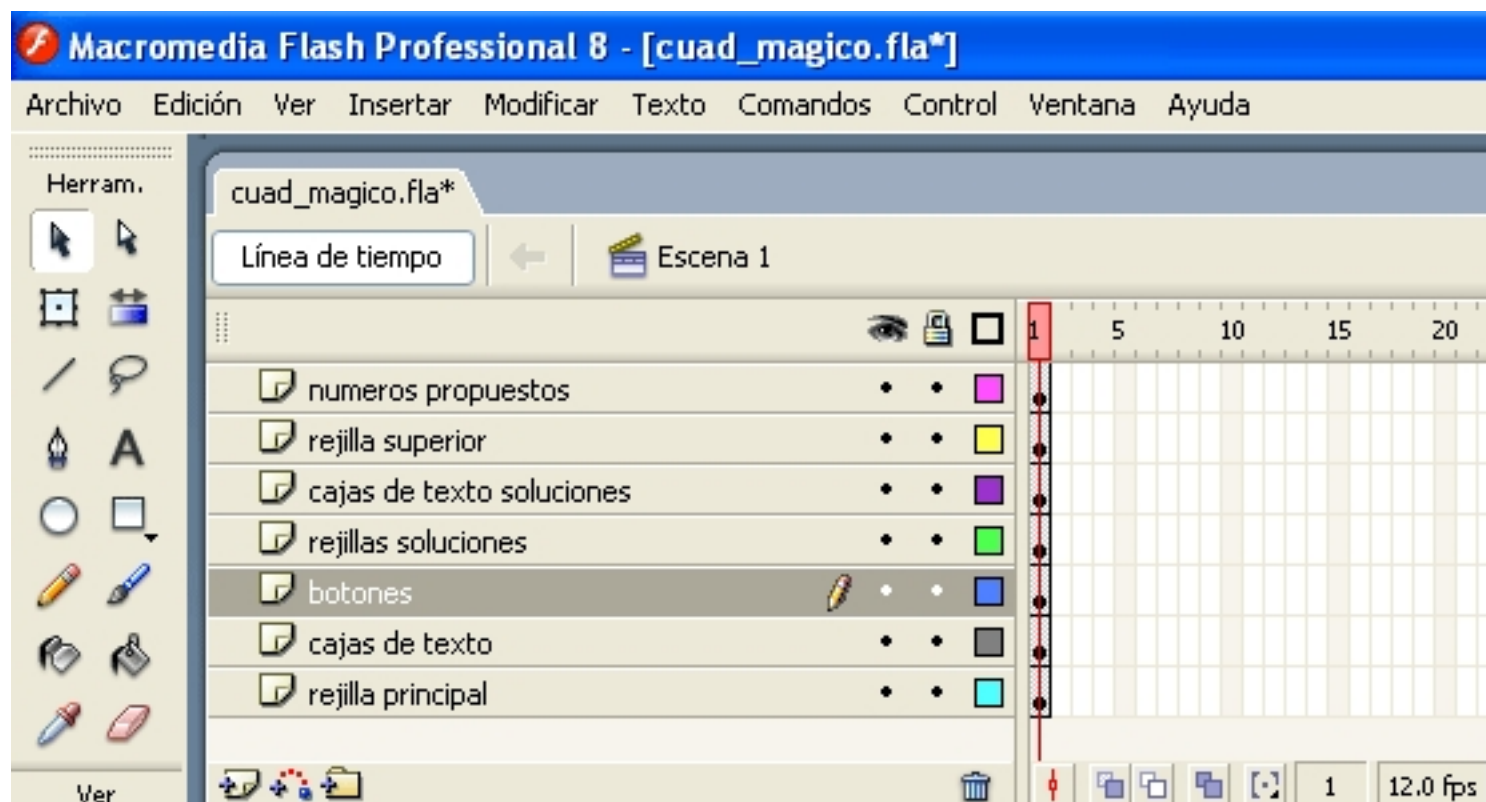 Macromedia Flash Professional 8 - [cuad_magico.fla*]
Archivo Edición Ver Insertar Modificar Texto Comandos Control Ventana Ayuda
Herram.
cuad_magico.fla*
Línea de tiempo Escena 1
1 5 10 15 20
numeros propuestos
rejilla superior
cajas de texto soluciones
rejillas soluciones
botones
cajas de texto
rejilla principal
Ver
1 12.0 fps